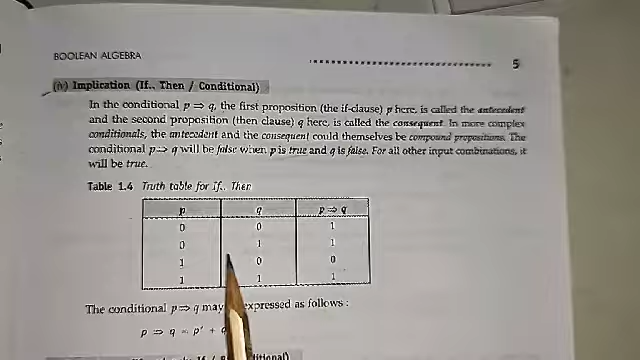 BOOLEAN ALGEBRA
5
(iv) Implication (If.. Then / Conditional)
In the conditional p ⇒ q, the first proposition (the if-clause) p here, is called the antecedent
and the second proposition (then clause) q here, is called the consequent. In more complex
conditionals, the antecedent and the consequent could themselves be compound propositions. The
conditional p ⇒ q will be false when p is true and q is false. For all other input combinations, it
will be true.
Table 1.4 Truth table for If.. Then
p q p ⇒ q
0 0 1
0 1 1
1 0 0
1 1 1
The conditional p ⇒ q may expressed as follows :
p ⇒ q = p' +